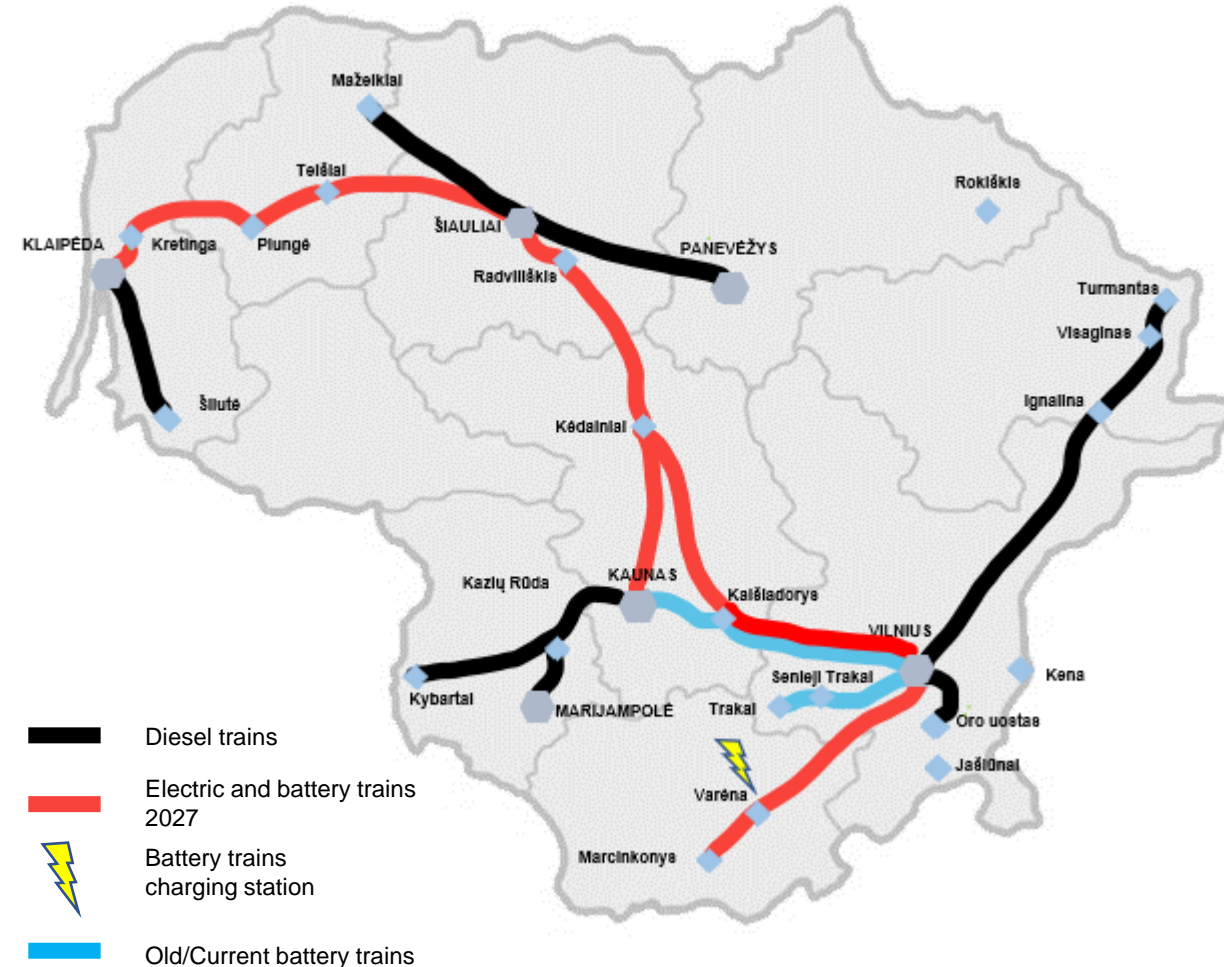 Mažeikiai
Telšiai
Rokiškis
KLAIPĖDA
Kretinga
Plungė
ŠIAULIAI
PANEVĖŽYS
Radviliškis
Turmantas
Visaginas
Ignalina
Šilutė
Kėdainiai
Kazlų Rūda
KAUNAS
Kaišiadorys
VILNIUS
Kybartai
MARIJAMPOLĖ
Senieji Trakai
Trakai
Kena
Oro uostas
Jašiūnai
Varėna
Marcinkonys
Diesel trains
Electric and battery trains
2027
Battery trains
charging station
Old/Current battery trains